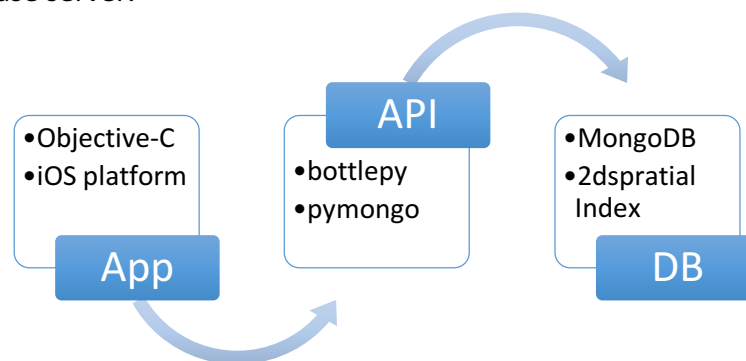 •Objective-C
•iOS platform
App
API
•bottlepy
•pymongo
•MongoDB
•2dspratial
Index
DB